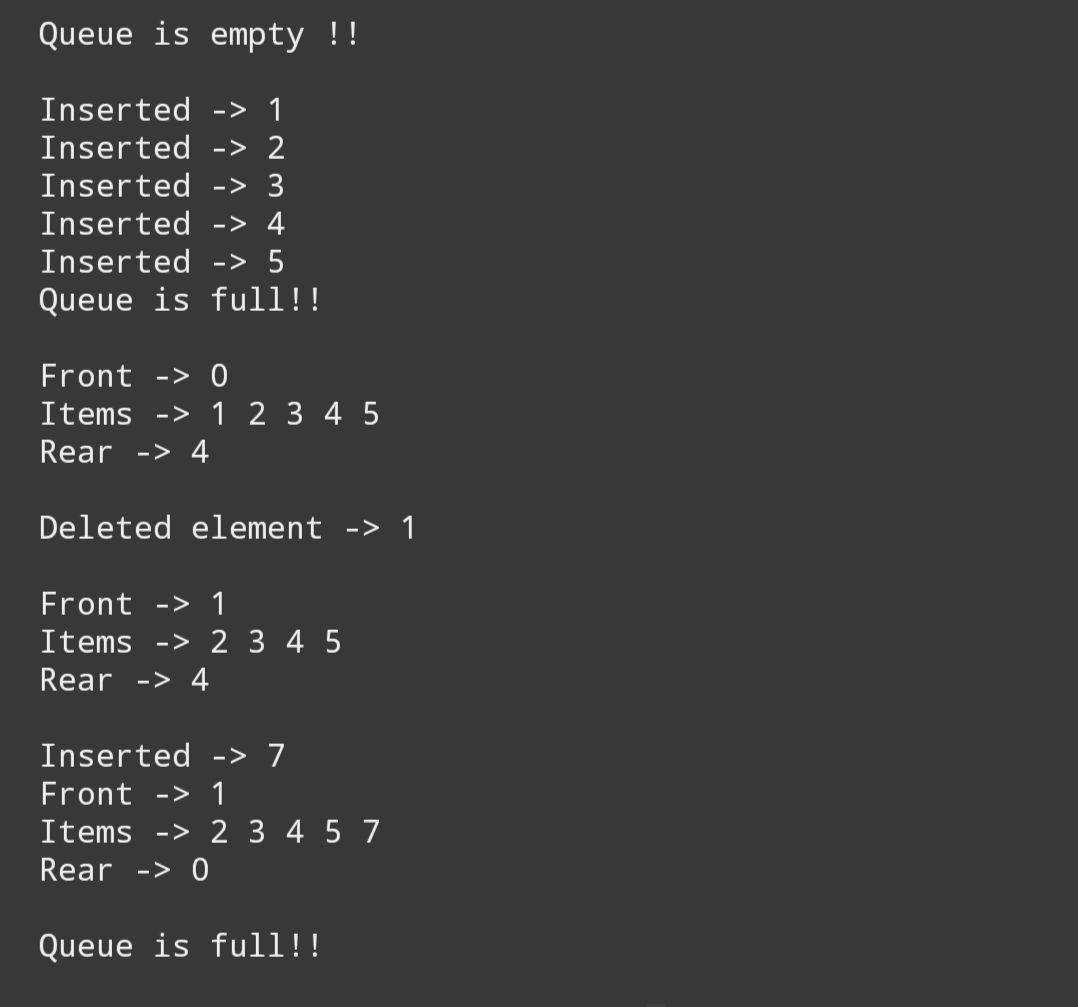 Queue is empty !!
Inserted -> 1
Inserted -> 2
Inserted -> 3
Inserted -> 4
Inserted -> 5
Queue is full!!
Front -> 0
Items -> 1 2 3 4 5
Rear -> 4
Deleted element -> 1
Front -> 1
Items -> 2 3 4 5
Rear -> 4
Inserted -> 7
Front -> 1
Items -> 2 3 4 5 7
Rear -> 0
Queue is full!!